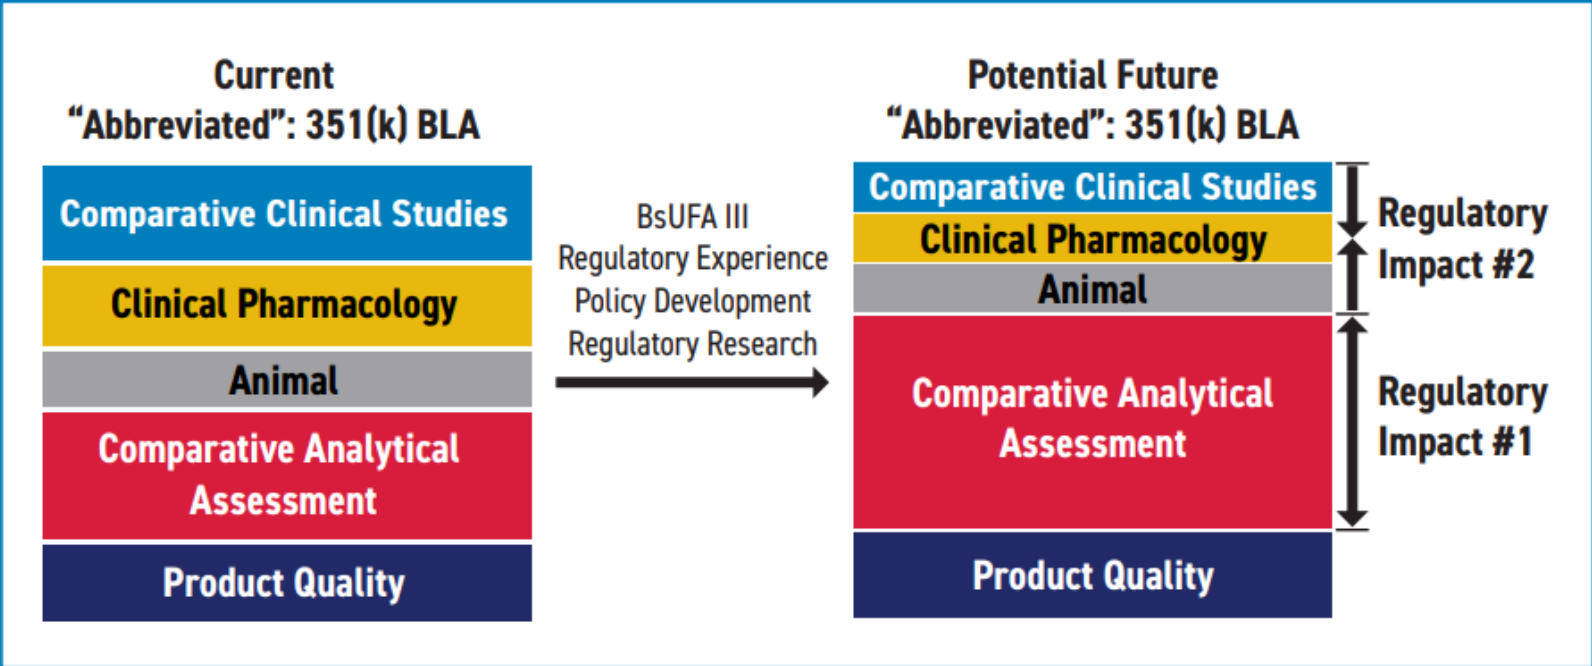 Current
“Abbreviated”: 351(k) BLA
Comparative Clinical Studies
Clinical Pharmacology
Animal
Comparative Analytical
Assessment
Product Quality
BsUFA III
Regulatory Experience
Policy Development
Regulatory Research
Potential Future
“Abbreviated”: 351(k) BLA
Comparative Clinical Studies
Clinical Pharmacology
Animal
Comparative Analytical
Assessment
Product Quality
Regulatory
Impact #2
Regulatory
Impact #1